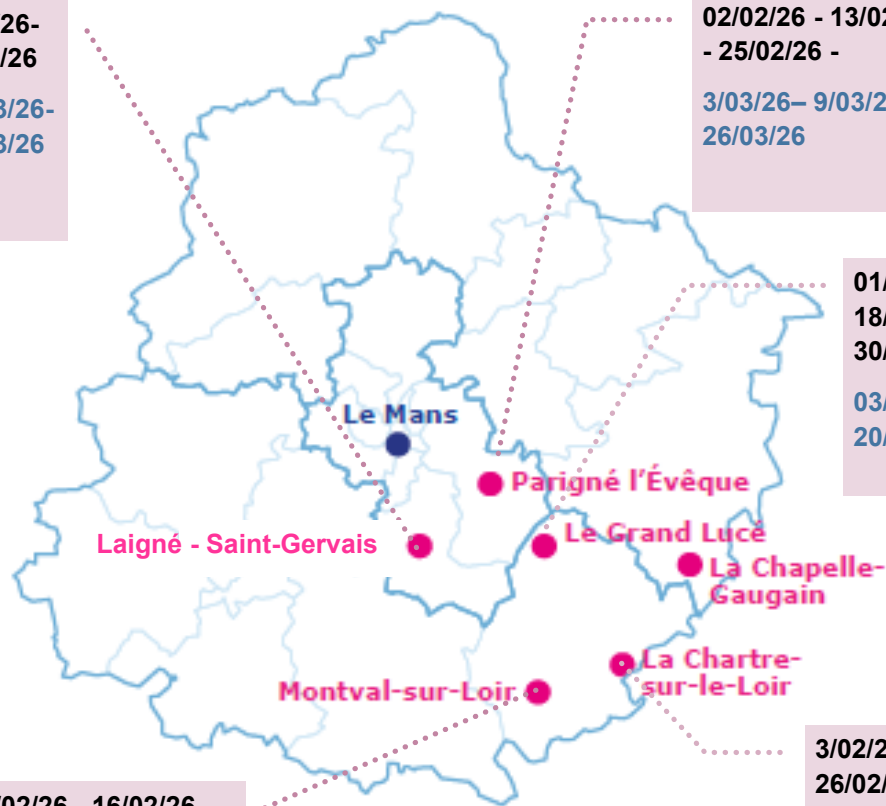 26-
/26
3/26-
3/26
02/02/26 - 13/02
- 25/02/26 -
3/03/26– 9/03/2
26/03/26
01/
18/
30/
03/
20/
Le Mans
Parigné l'Évêque
Laigné - Saint-Gervais
Le Grand Lucé
La Chapelle-
Gaugain
La Chartre-
sur-le-Loir
Montval-sur-Loir
3/02/2
26/02/
/02/26 - 16/02/26